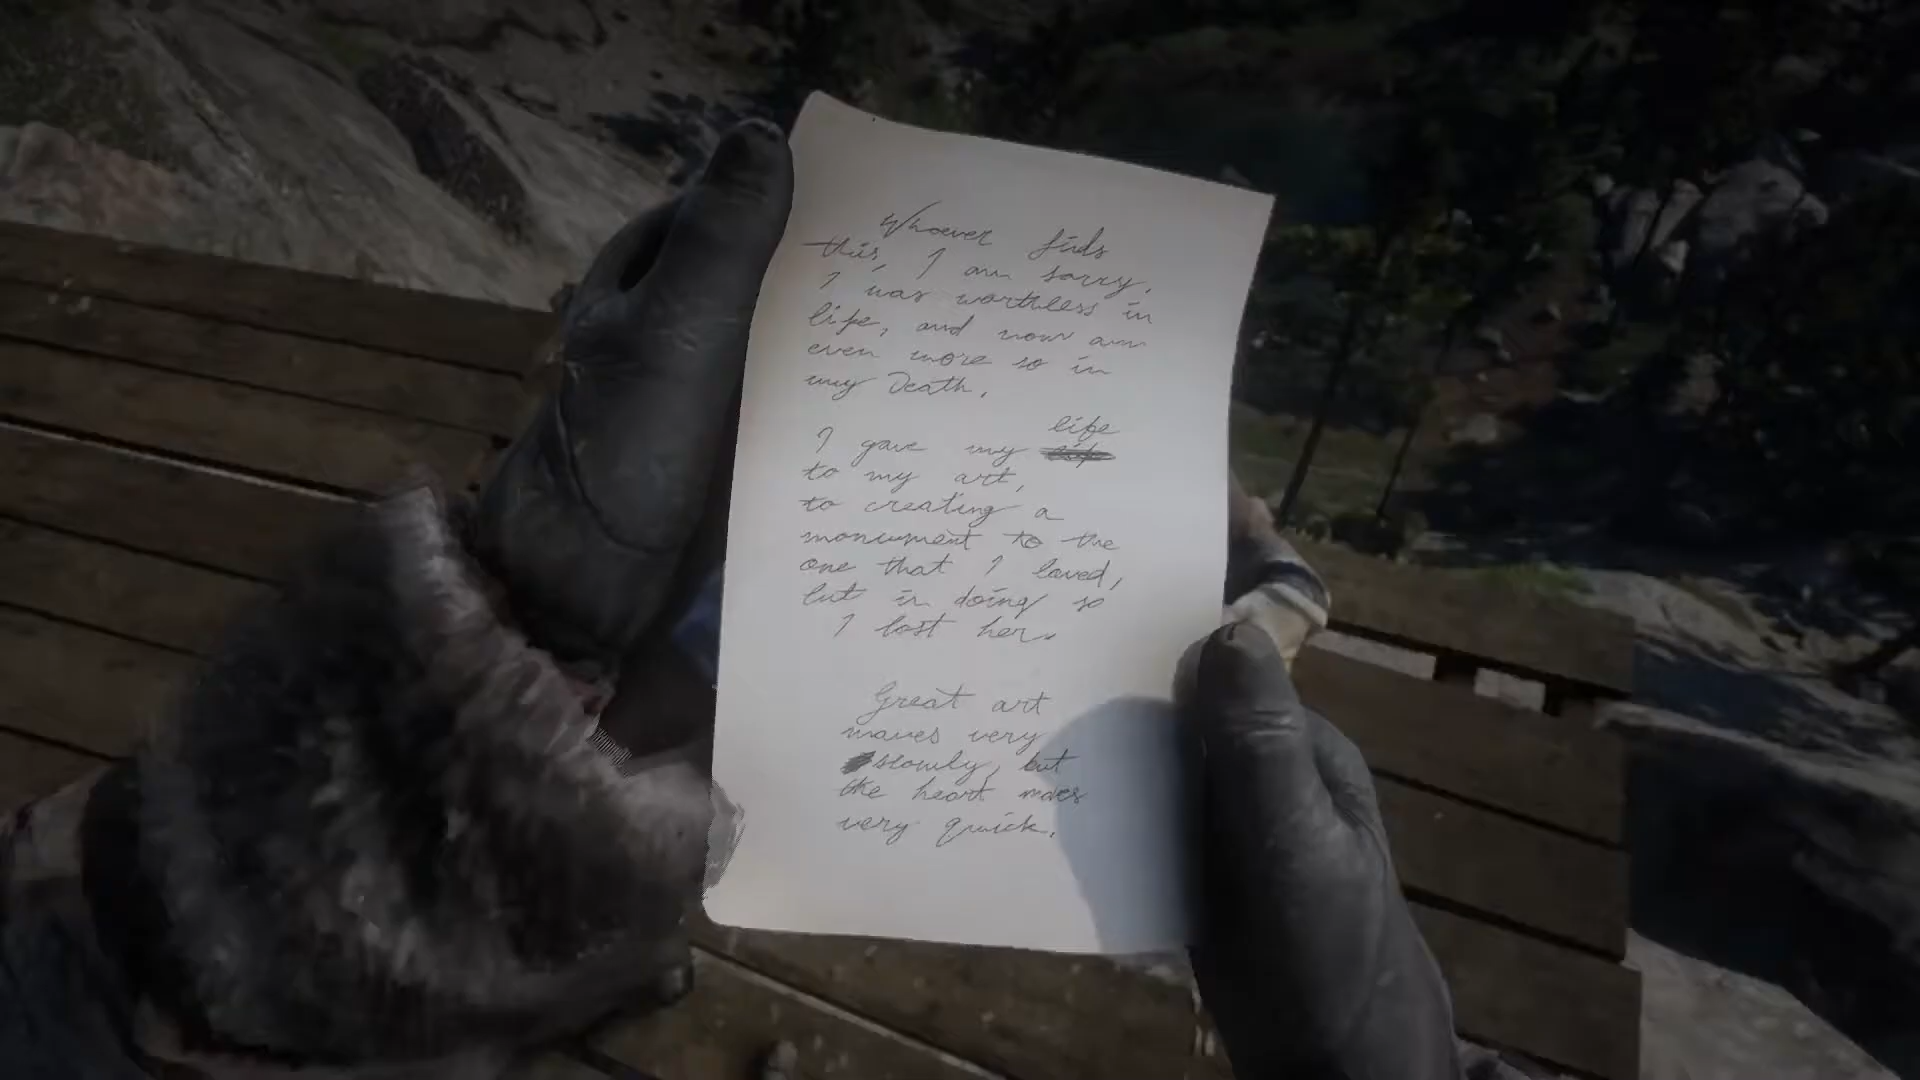 Whoever finds
this, I am sorry.
I was worthless in
life, and now am
even more so in
my Death.
life
I gave my
to my art,
to creating a
monument to the
one that I loved,
but in doing so
I lost her.
Great art
moves very
slowly, but
the heart moves
very quick.